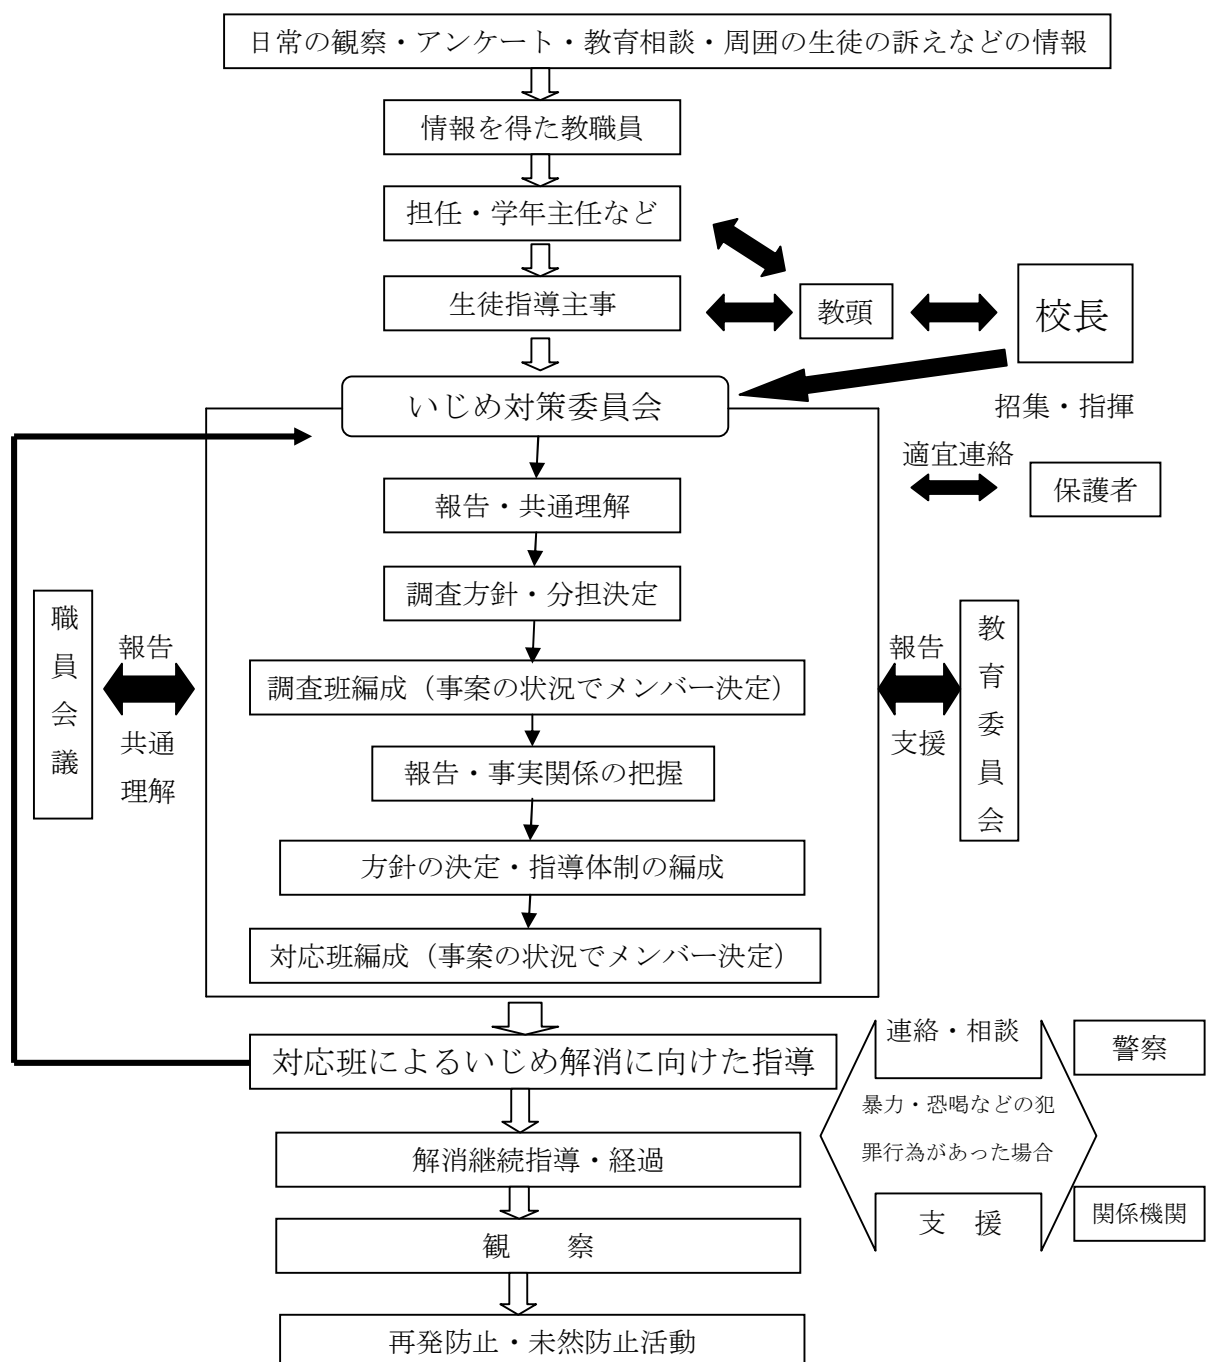 日常の観察・アンケート・教育相談・周囲の生徒の訴えなどの情報
情報を得た教職員
担任・学年主任など
生徒指導主事
教頭
校長
いじめ対策委員会
招集・指揮
適宜連絡
保護者
報告・共通理解
調査方針・分担決定
職員会議
報告
共通
理解
調査班編成（事案の状況でメンバー決定）
報告
支援
教育委員会
報告・事実関係の把握
方針の決定・指導体制の編成
対応班編成（事案の状況でメンバー決定）
対応班によるいじめ解消に向けた指導
連絡・相談
警察
暴力・恐喝などの犯
罪行為があった場合
解消継続指導・経過
支　援
関係機関
観　　察
再発防止・未然防止活動